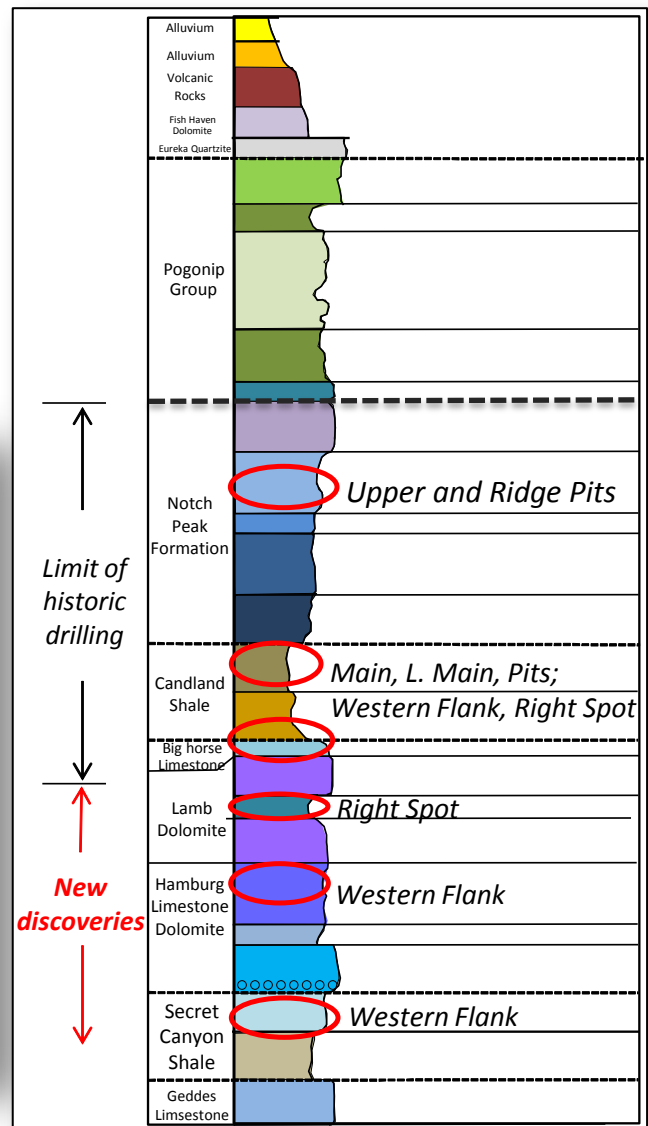 Alluvium
Alluvium
Volcanic
Rocks
Fish Haven
Dolomite
Eureka Quartzite
Pogonip
Group
Notch
Peak
Formation
Upper and Ridge Pits
Limit of
historic
drilling
Candland
Shale
Main, L. Main, Pits;
Western Flank, Right Spot
Big horse
Limestone
Lamb
Dolomite
Right Spot
New
discoveries
Hamburg
Limestone
Dolomite
Western Flank
Secret
Canyon
Shale
Western Flank
Geddes
Limsestone